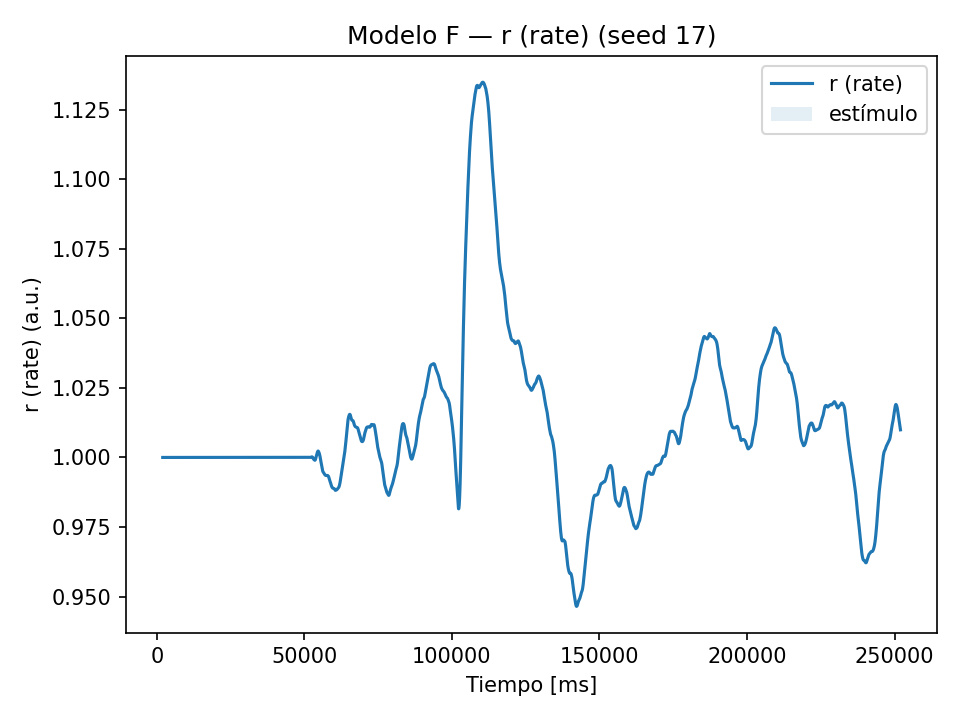 Modelo F — r (rate) (seed 17)
r (rate)
estímulo
1.125
1.100
1.075
1.050
1.025
1.000
0.975
0.950
r (rate) (a.u.)
0
50000
100000
150000
200000
250000
Tiempo [ms]